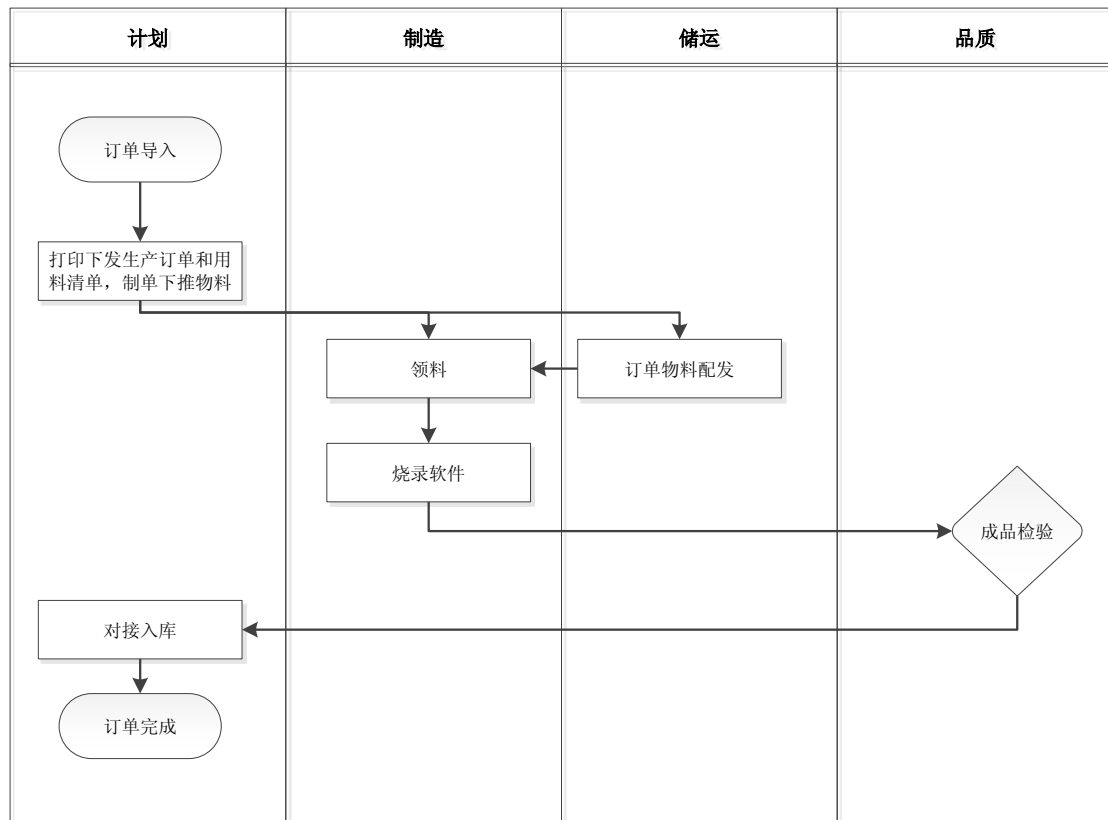 计划
制造
储运
品质
订单导入
打印下发生产订单和用
料清单，制单下推物料
领料
订单物料配发
烧录软件
成品检验
对接入库
订单完成